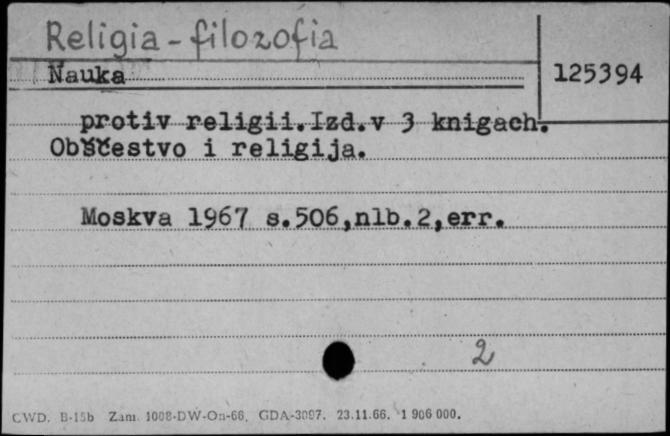 Religia - filozofia
Nauka
125394
protiv religii.Izd.v 3 knigach.
Obščestvo i religija.
Moskva 1967 s.506,nlb.2,err.
2
CWD. B-15b Zam. 1008-DW-On-66. GDA-3097. 23.11.66. 1 906 000.